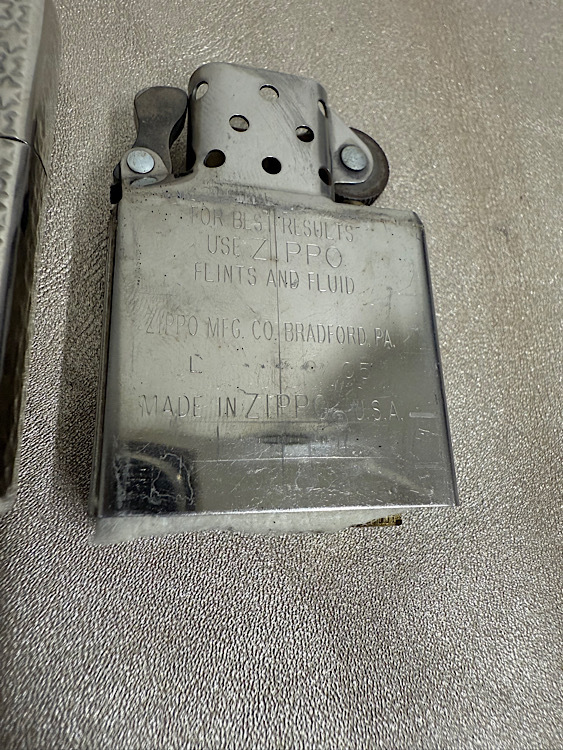 FOR BEST RESULTS
USE ZIPPO
FLINTS AND FLUID
ZIPPO MFG. CO. BRADFORD, PA.
MADE IN ZIPPO U.S.A.